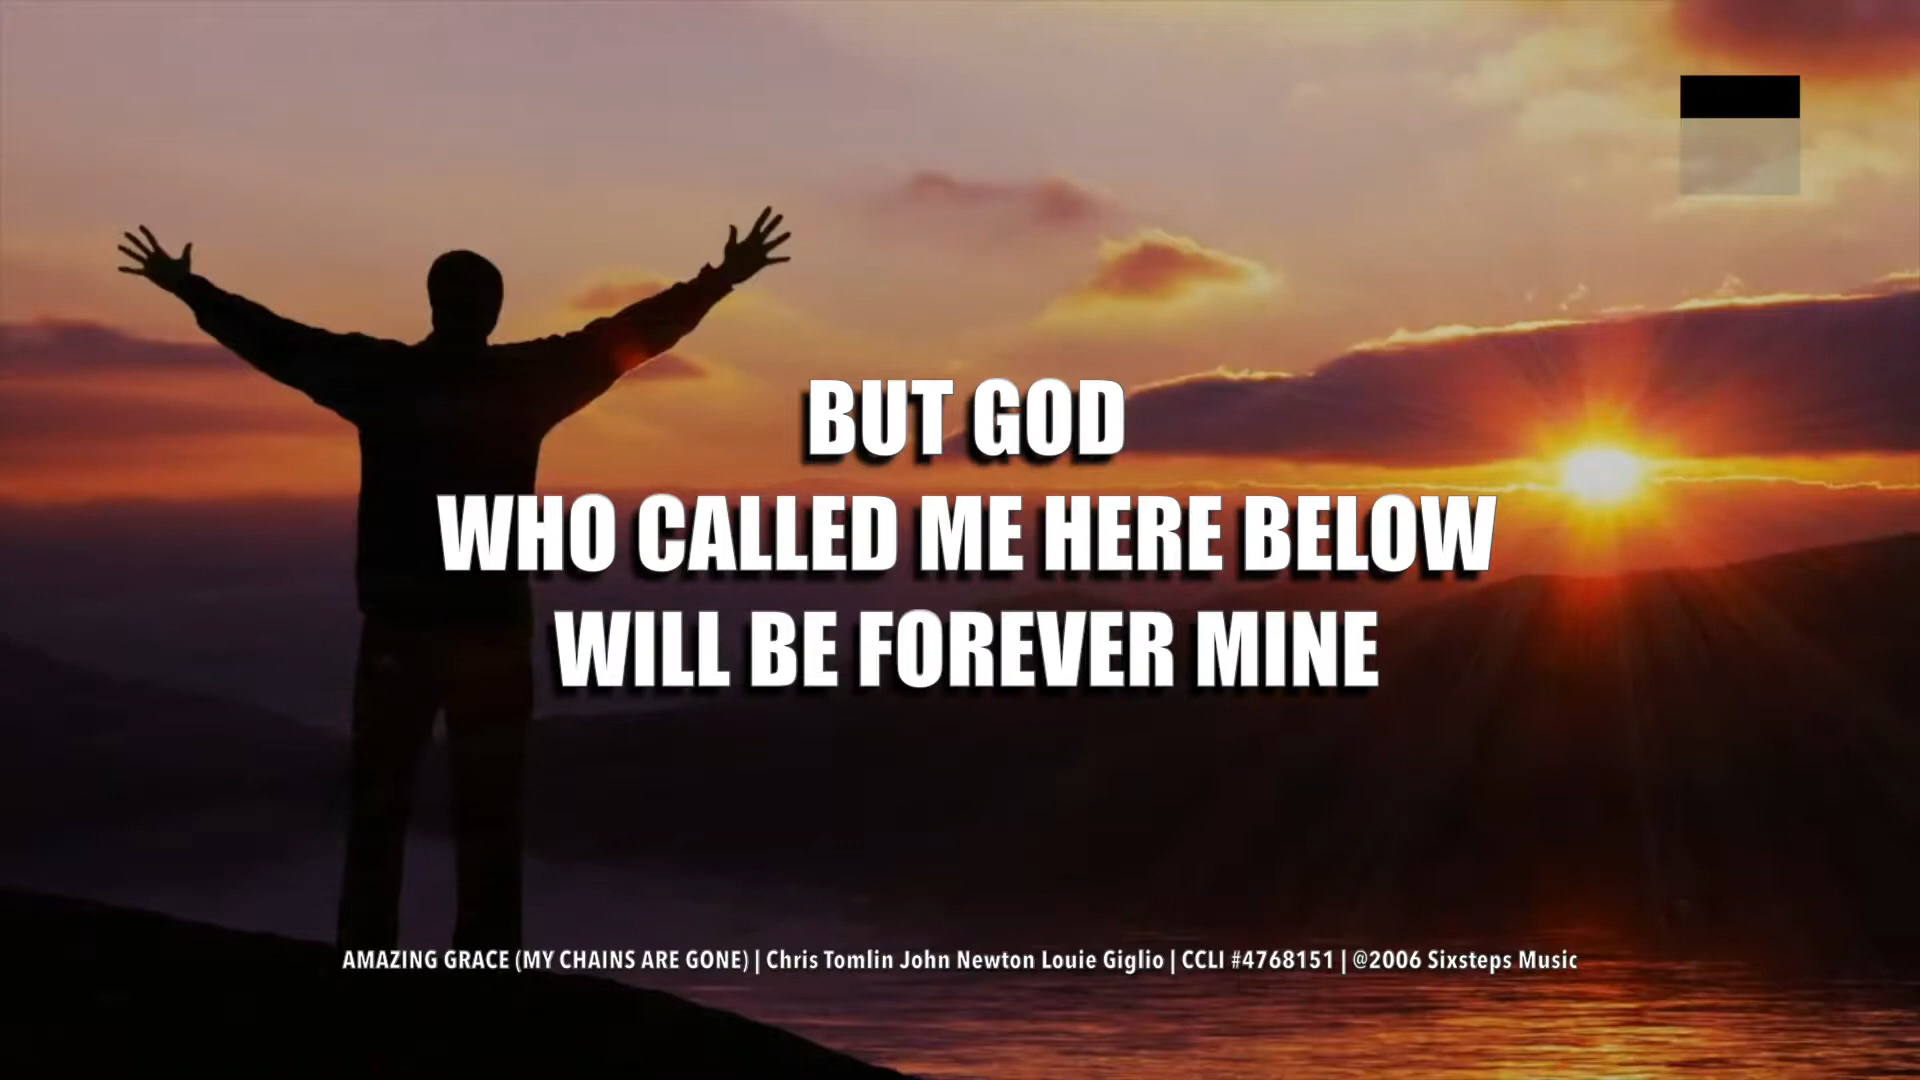 BUT GOD
WHO CALLED ME HERE BELOW
WILL BE FOREVER MINE
AMAZING GRACE (MY CHAINS ARE GONE) | Chris Tomlin John Newton Louie Giglio | CCLI #4768151 | @2006 Sixsteps Music